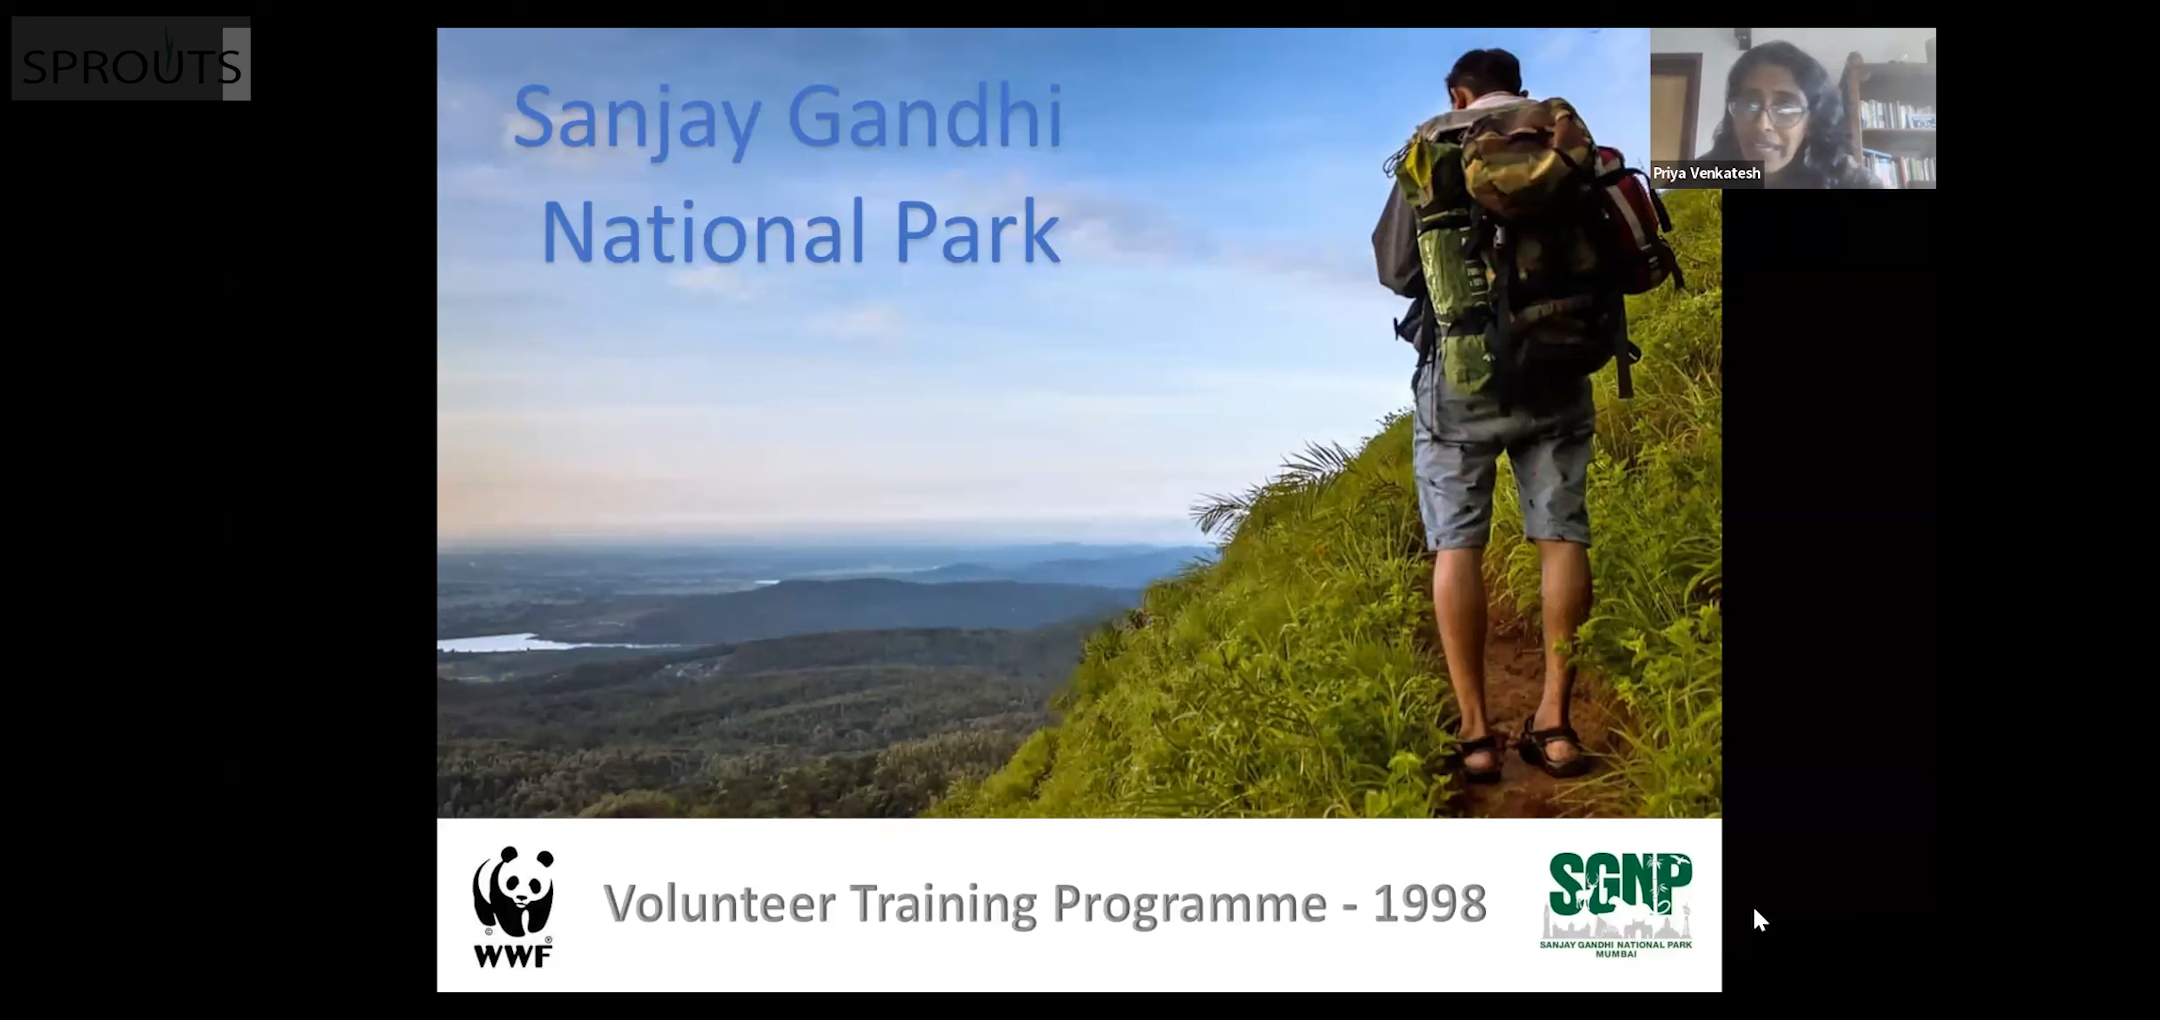 SPROUTS
Sanjay Gandhi
National Park
Priya Venkatesh
WWF
Volunteer Training Programme - 1998
SGNP
SANJAY GANDHI NATIONAL PARK
MUMBAI